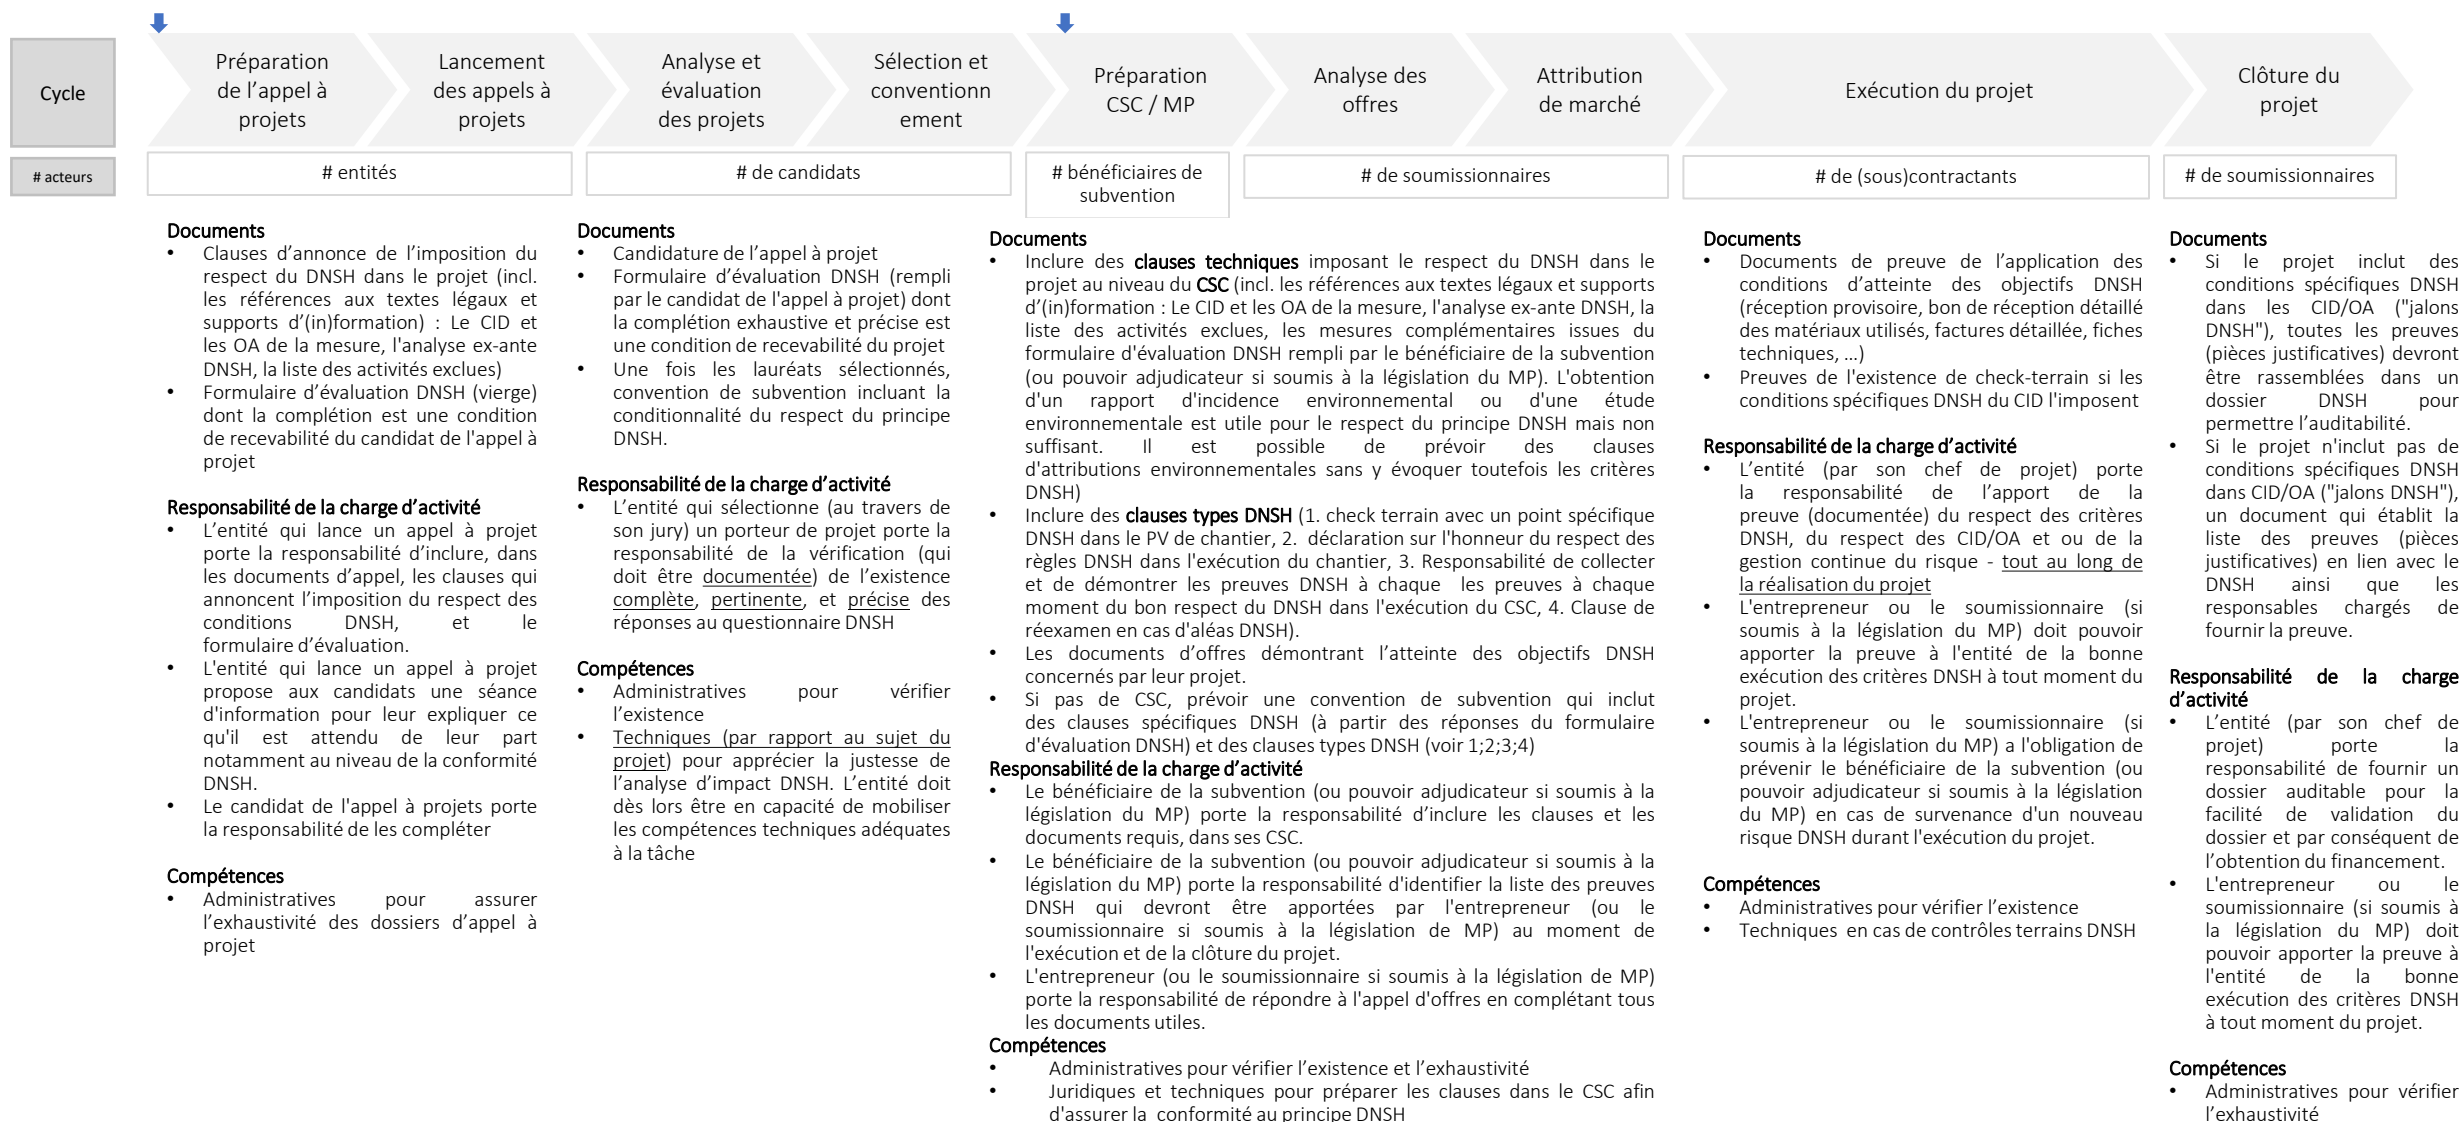 Cycle
Préparation
de l’appel à
projets
Lancement
des appels à
projets
Analyse et
évaluation
des projets
Sélection et
conventionn
ement
Préparation
CSC / MP
Analyse des
offres
Attribution
de marché
Exécution du projet
Clôture du
projet
# acteurs
# entités
# de candidats
# bénéficiaires de
subvention
# de soumissionnaires
# de (sous)contractants
# de soumissionnaires
Documents
• Clauses d’annonce de l’imposition du
respect du DNSH dans le projet (incl.
les références aux textes légaux et
supports d’(in)formation) : Le CID et
les OA de la mesure, l'analyse ex-ante
DNSH, la liste des activités exclues)
• Formulaire d’évaluation DNSH (vierge)
dont la complétion est une condition
de recevabilité du candidat de l'appel à
projet
Responsabilité de la charge d’activité
• L’entité qui lance un appel à projet
porte la responsabilité d’inclure, dans
les documents d’appel, les clauses qui
annoncent l’imposition du respect des
conditions DNSH, et le
formulaire d’évaluation.
• L'entité qui lance un appel à projet
propose aux candidats une séance
d'information pour leur expliquer ce
qu'il est attendu de leur part
notamment au niveau de la conformité
DNSH.
• Le candidat de l'appel à projets porte
la responsabilité de les compléter
Compétences
• Administratives pour assurer
l’exhaustivité des dossiers d’appel à
projet
Documents
• Candidature de l’appel à projet
• Formulaire d’évaluation DNSH (rempli
par le candidat de l'appel à projet) dont
la complétion exhaustive et précise est
une condition de recevabilité du projet
• Une fois les lauréats sélectionnés,
convention de subvention incluant la
conditionnalité du respect du principe
DNSH.
Responsabilité de la charge d’activité
• L’entité qui sélectionne (au travers de
son jury) un porteur de projet porte la
responsabilité de la vérification (qui
doit être documentée) de l’existence
complète, pertinente, et précise des
réponses au questionnaire DNSH
Compétences
• Administratives pour vérifier
l’existence
• Techniques (par rapport au sujet du
projet) pour apprécier la justesse de
l’analyse d’impact DNSH. L’entité doit
dès lors être en capacité de mobiliser
les compétences techniques adéquates
à la tâche
Documents
• Inclure des clauses techniques imposant le respect du DNSH dans le
projet au niveau du CSC (incl. les références aux textes légaux et supports
d’(in)formation : Le CID et les OA de la mesure, l'analyse ex-ante DNSH, la
liste des activités exclues, les mesures complémentaires issues du
formulaire d'évaluation DNSH rempli par le bénéficiaire de la subvention
(ou pouvoir adjudicateur si soumis à la législation du MP). L'obtention
d'un rapport d'incidence environnemental ou d'une étude
environnementale est utile pour le respect du principe DNSH mais non
suffisant. Il est possible de prévoir des clauses
d'attributions environnementales sans y évoquer toutefois les critères
DNSH)
• Inclure des clauses types DNSH (1. check terrain avec un point spécifique
DNSH dans le PV de chantier, 2. déclaration sur l'honneur du respect des
règles DNSH dans l'exécution du chantier, 3. Responsabilité de collecter
et de démontrer les preuves DNSH à chaque les preuves à chaque
moment du bon respect du DNSH dans l'exécution du CSC, 4. Clause de
réexamen en cas d'aléas DNSH).
• Les documents d’offres démontrant l’atteinte des objectifs DNSH
concernés par leur projet.
• Si pas de CSC, prévoir une convention de subvention qui inclut
des clauses spécifiques DNSH (à partir des réponses du formulaire
d'évaluation DNSH) et des clauses types DNSH (voir 1;2;3;4)
Responsabilité de la charge d’activité
• Le bénéficiaire de la subvention (ou pouvoir adjudicateur si soumis à la
législation du MP) porte la responsabilité d’inclure les clauses et les
documents requis, dans ses CSC.
• Le bénéficiaire de la subvention (ou pouvoir adjudicateur si soumis à la
législation du MP) porte la responsabilité d'identifier la liste des preuves
DNSH qui devront être apportées par l'entrepreneur (ou le
soumissionnaire si soumis à la législation de MP) au moment de
l'exécution et de la clôture du projet.
• L'entrepreneur (ou le soumissionnaire si soumis à la législation de MP)
porte la responsabilité de répondre à l'appel d'offres en complétant tous
les documents utiles.
Compétences
• Administratives pour vérifier l’existence et l’exhaustivité
• Juridiques et techniques pour préparer les clauses dans le CSC afin
d'assurer la conformité au principe DNSH
Documents
• Documents de preuve de l’application des
conditions d’atteinte des objectifs DNSH
(réception provisoire, bon de réception détaillé
des matériaux utilisés, factures détaillée, fiches
techniques, …)
• Preuves de l'existence de check-terrain si les
conditions spécifiques DNSH du CID l'imposent
Responsabilité de la charge d’activité
• L’entité (par son chef de projet) porte
la responsabilité de l’apport de la
preuve (documentée) du respect des critères
DNSH, du respect des CID/OA et ou de la
gestion continue du risque - tout au long de
la réalisation du projet
• L'entrepreneur ou le soumissionnaire (si
soumis à la législation du MP) doit pouvoir
apporter la preuve à l'entité de la bonne
exécution des critères DNSH à tout moment du
projet.
• L'entrepreneur ou le soumissionnaire (si
soumis à la législation du MP) a l'obligation de
prévenir le bénéficiaire de la subvention (ou
pouvoir adjudicateur si soumis à la législation
du MP) en cas de survenance d'un nouveau
risque DNSH durant l'exécution du projet.
Compétences
• Administratives pour vérifier l’existence
• Techniques en cas de contrôles terrains DNSH
Documents
• Si le projet inclut des
conditions spécifiques DNSH
dans les CID/OA ("jalons
DNSH"), toutes les preuves
(pièces justificatives) devront
être rassemblées dans un
dossier DNSH pour
permettre l’auditabilité.
• Si le projet n'inclut pas de
conditions spécifiques DNSH
dans CID/OA ("jalons DNSH"),
un document qui établit la
liste des preuves (pièces
justificatives) en lien avec le
DNSH ainsi que les
responsables chargés de
fournir la preuve.
Responsabilité de la charge
d’activité
• L’entité (par son chef de
projet) porte la
responsabilité de fournir un
dossier auditable pour la
facilité de validation du
dossier et par conséquent de
l’obtention du financement.
• L'entrepreneur ou le
soumissionnaire (si soumis à
la législation du MP) doit
pouvoir apporter la preuve à
l'entité de la bonne
exécution des critères DNSH
à tout moment du projet.
Compétences
• Administratives pour vérifier
l’exhaustivité